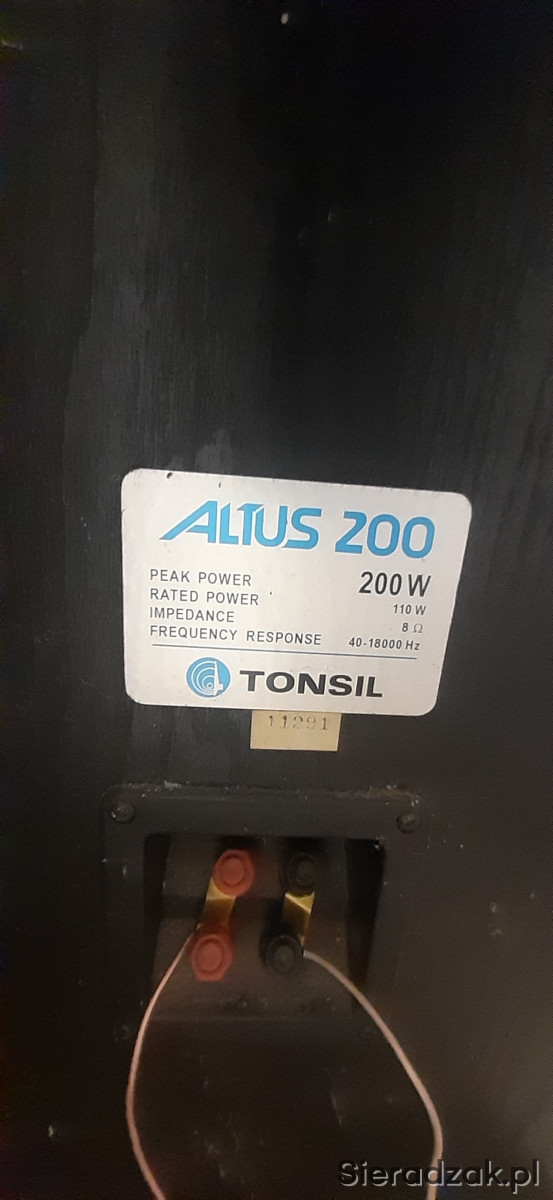 ALTUS 200
PEAK POWER 200 W
RATED POWER 110 W
IMPEDANCE 8 Ω
FREQUENCY RESPONSE 40-18000 Hz
TONSIL
11291
Sieradzak.pl